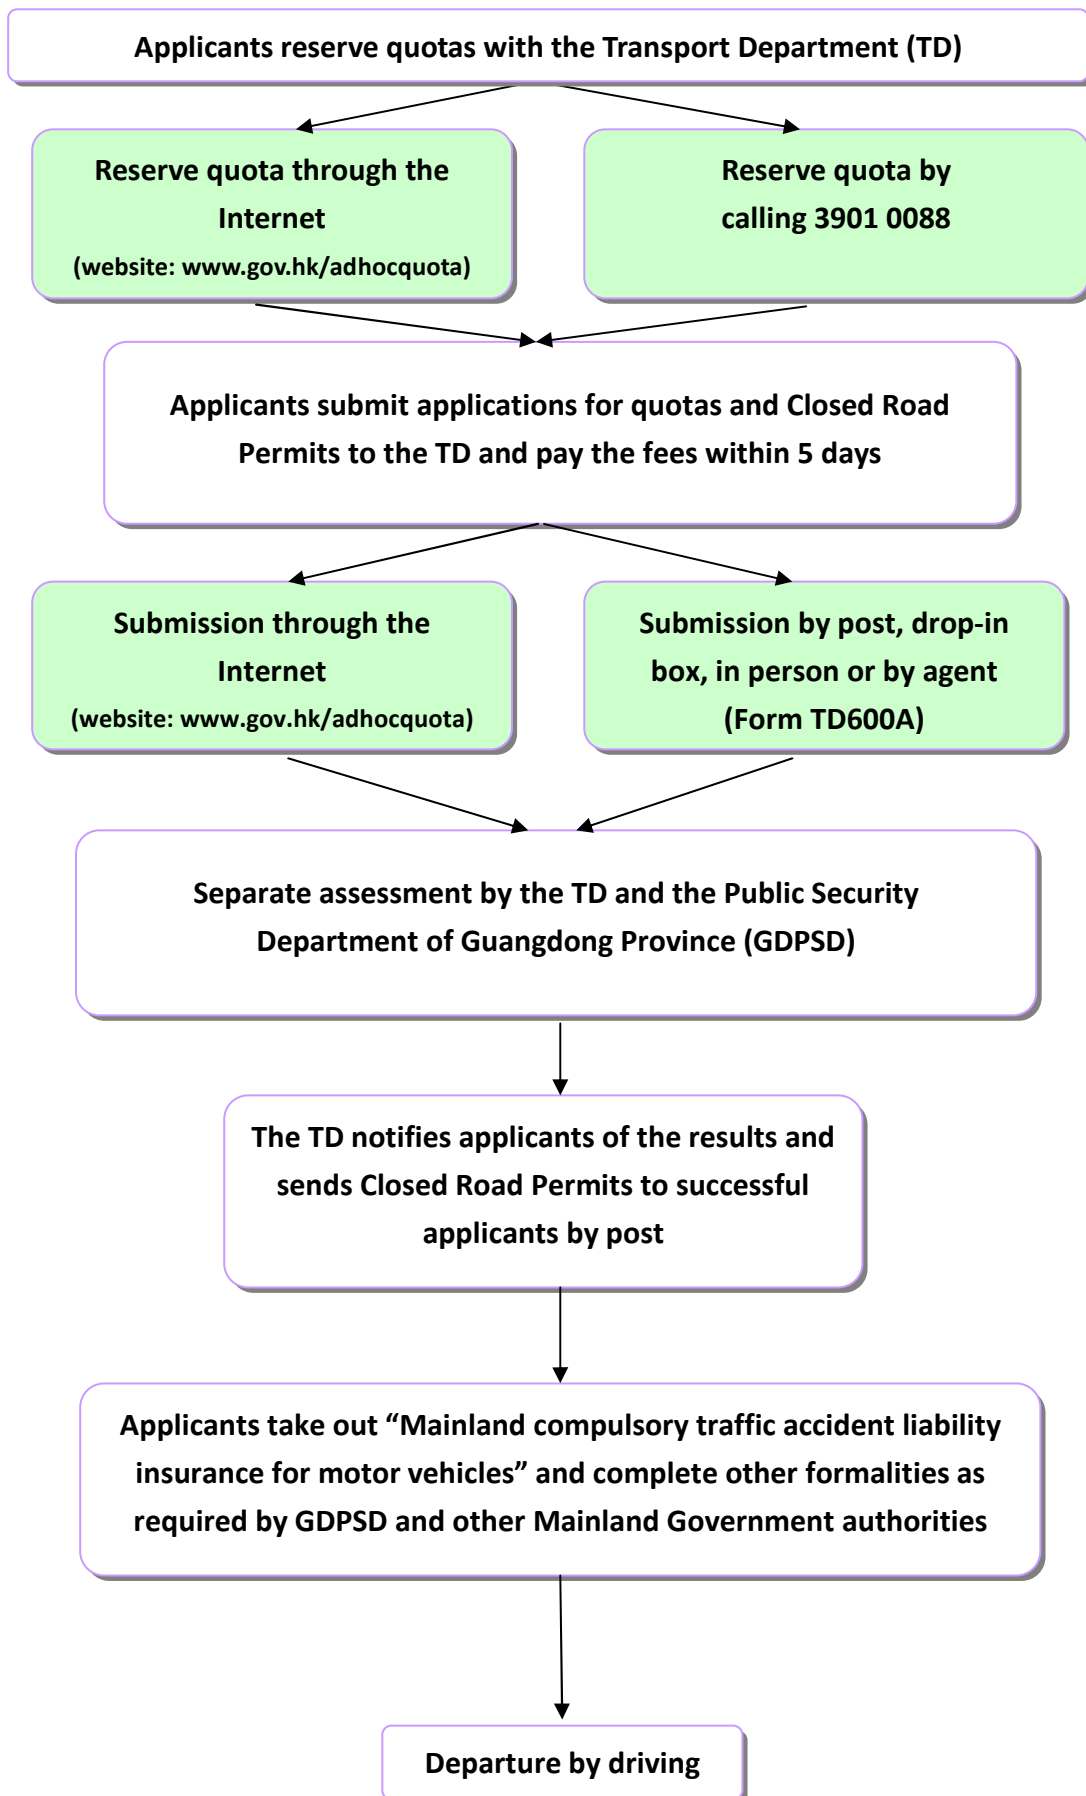 Applicants reserve quotas with the Transport Department (TD)
Reserve quota through the
Internet
(website: www.gov.hk/adhocquota)
Reserve quota by
calling 3901 0088
Applicants submit applications for quotas and Closed Road
Permits to the TD and pay the fees within 5 days
Submission through the
Internet
(website: www.gov.hk/adhocquota)
Submission by post, drop-in
box, in person or by agent
(Form TD600A)
Separate assessment by the TD and the Public Security
Department of Guangdong Province (GDPSD)
The TD notifies applicants of the results and
sends Closed Road Permits to successful
applicants by post
Applicants take out “Mainland compulsory traffic accident liability
insurance for motor vehicles” and complete other formalities as
required by GDPSD and other Mainland Government authorities
Departure by driving